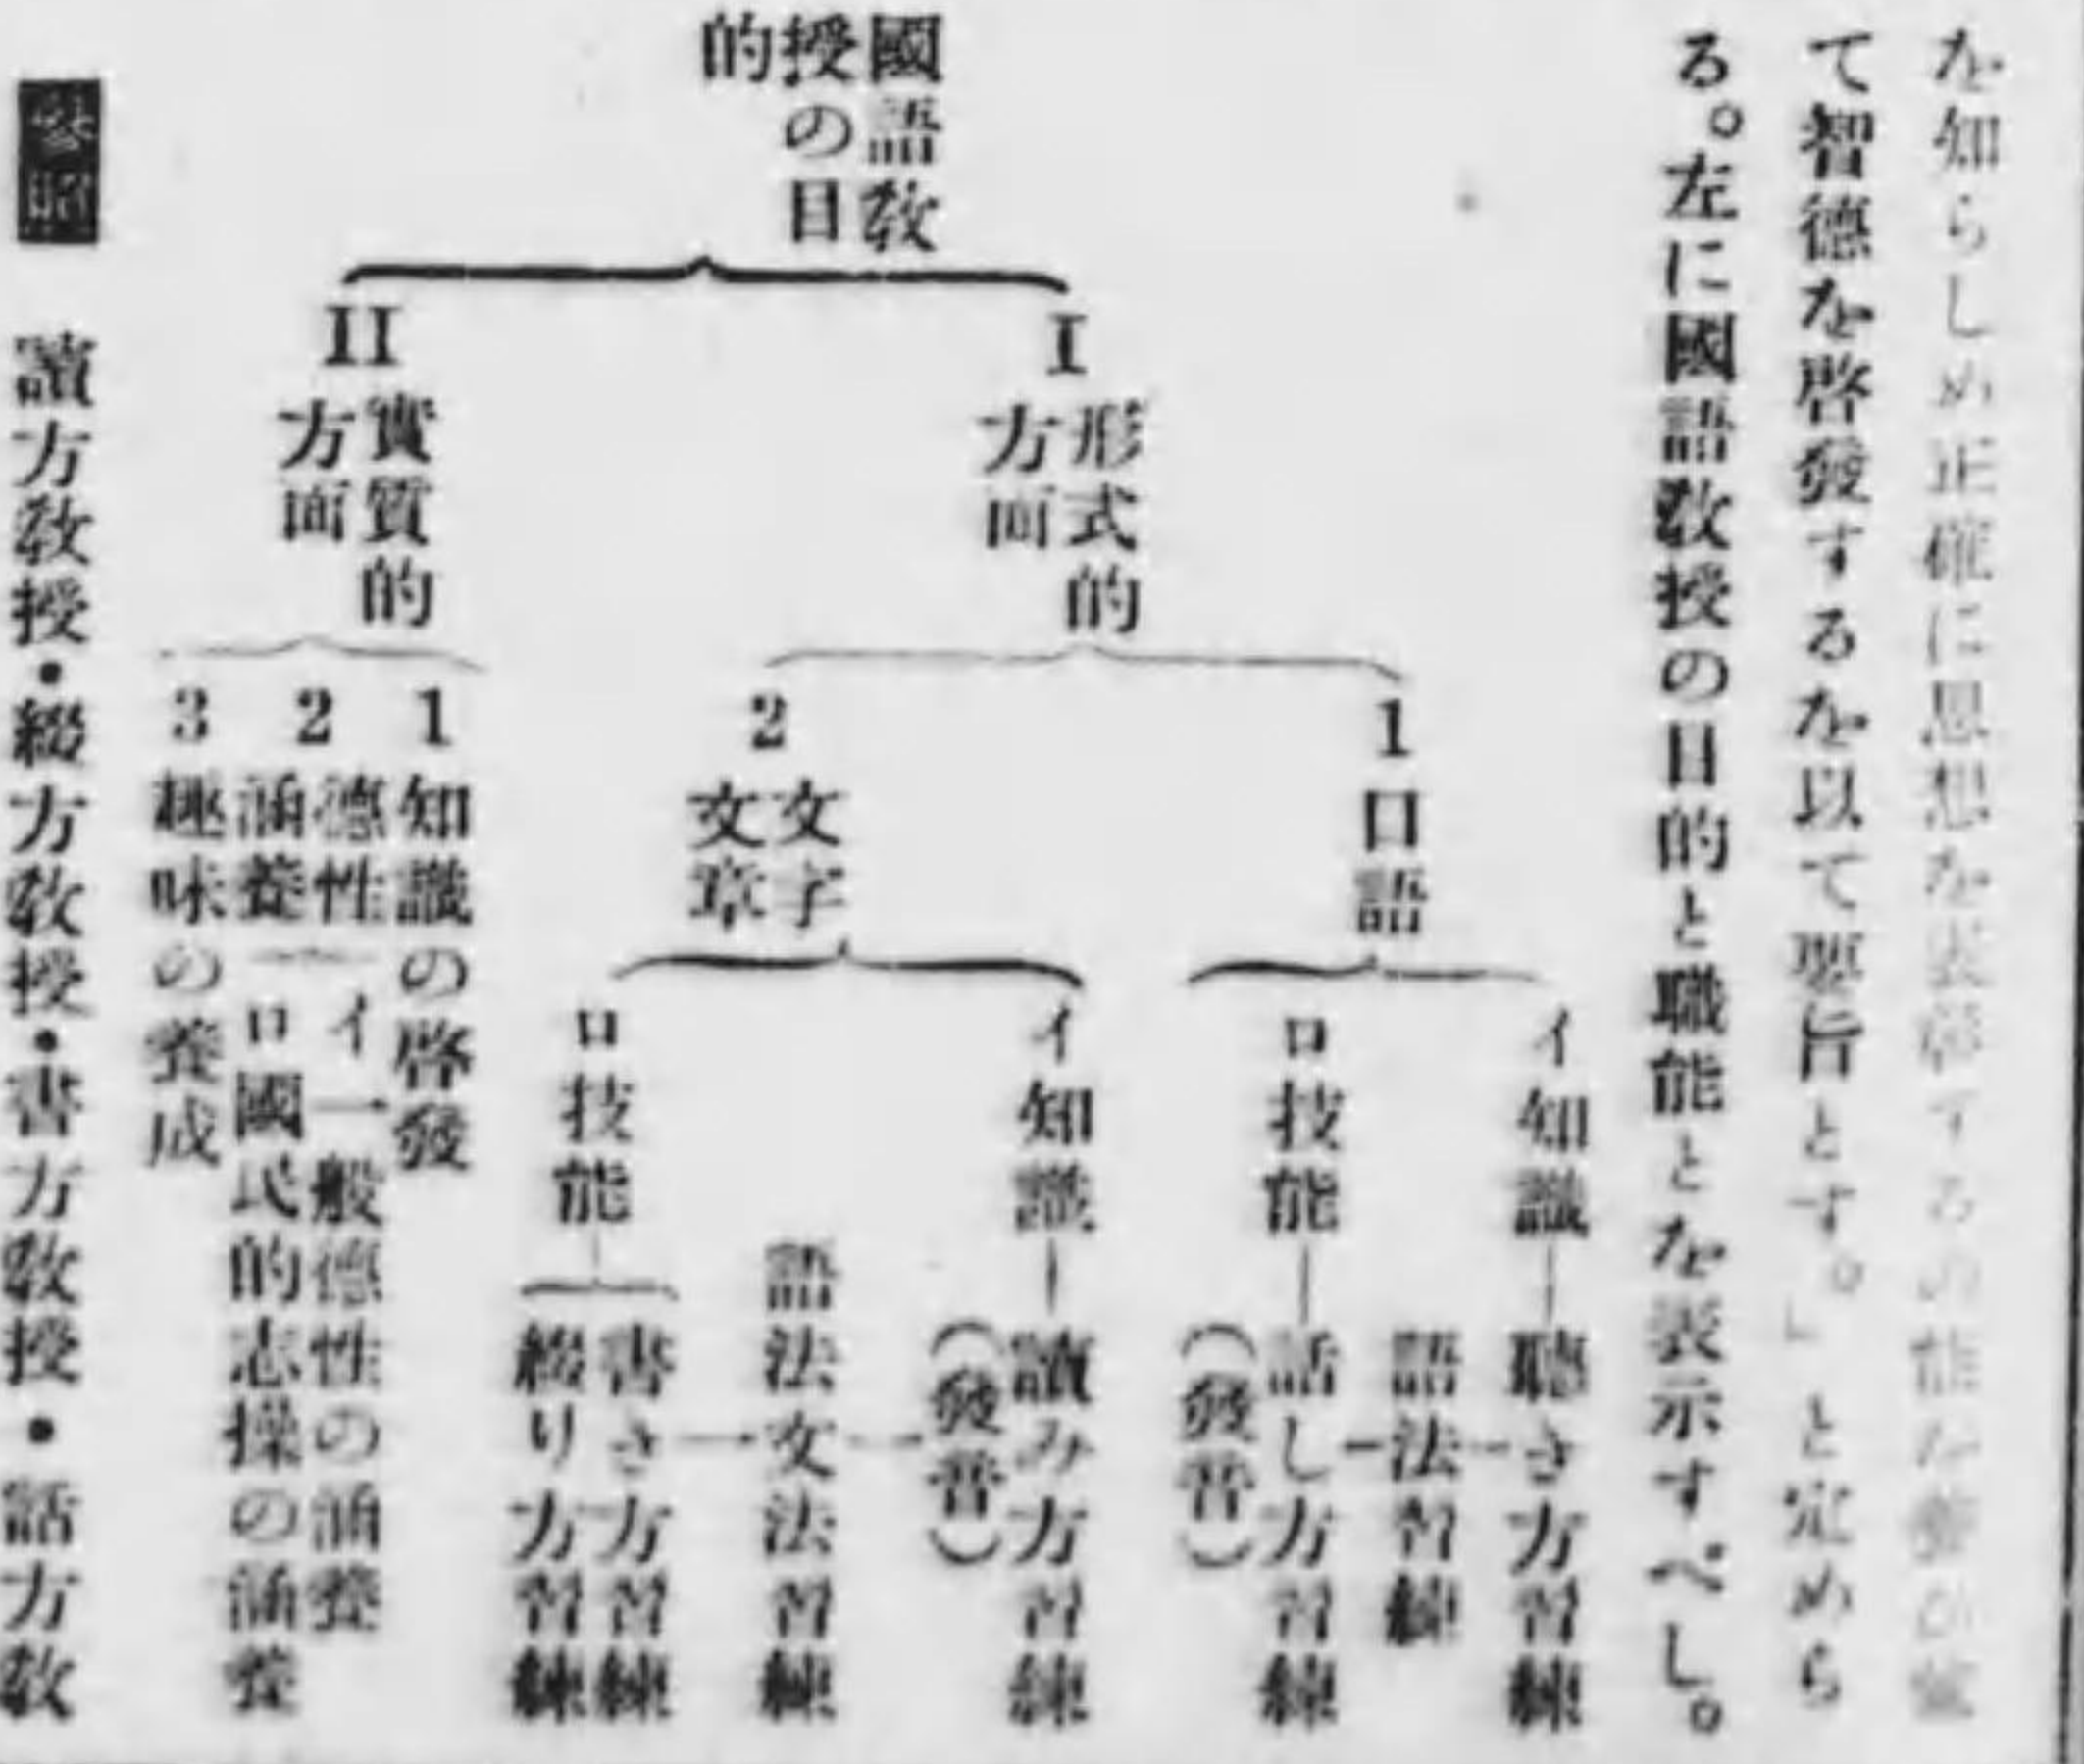 を知らしめ正確に思想を表彰するの能を養ひ兼
て智德を啓發するを以て要旨とす。」と定めら
る。左に國語敎授の目的と職能とを表示すべし。
國語敎
授の目
的
I
形式的
方面
1
口語
イ知識
聽き方習練
語法習練
ロ技能
話し方習練
(發音)
2
文字
文章
イ知識
讀み方習練
(發音)
語法文法習練
ロ技能
書き方習練
綴り方習練
II
實質的
方面
1
知識の啓發
2
德性
涵養
イ一般德性の涵養
ロ國民的志操の涵養
3
趣味の養成
參照
讀方敎授・綴方敎授・書方敎授・話方敎